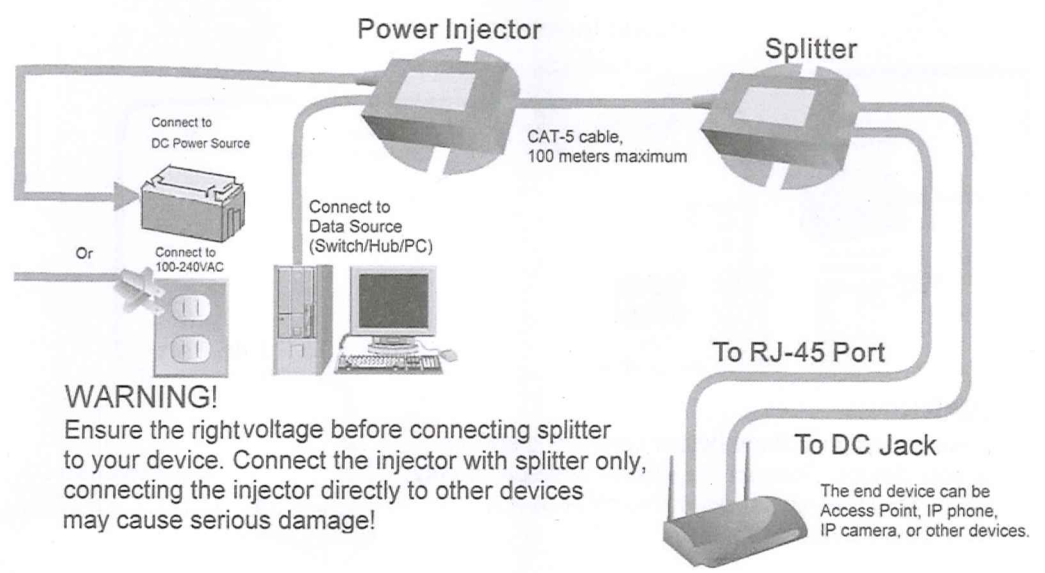 Power Injector
Splitter
Connect to
DC Power Source
CAT-5 cable,
100 meters maximum
Connect to
Data Source
(Switch/Hub/PC)
Or
Connect to
100-240VAC
To RJ-45 Port
WARNING!
Ensure the right voltage before connecting splitter
to your device. Connect the injector with splitter only,
connecting the injector directly to other devices
may cause serious damage!
To DC Jack
The end device can be
Access Point, IP phone,
IP camera, or other devices.